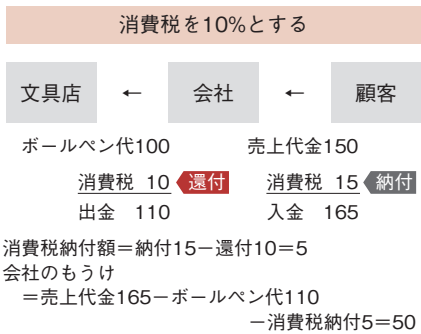 消費税を10%とする
文具店 ← 会社 ← 顧客
ボールペン代100 売上代金150
消費税 10 還付 消費税 15 納付
出金 110 入金 165
消費税納付額＝納付15－還付10＝5
会社のもうけ
＝売上代金165－ボールペン代110
－消費税納付5＝50